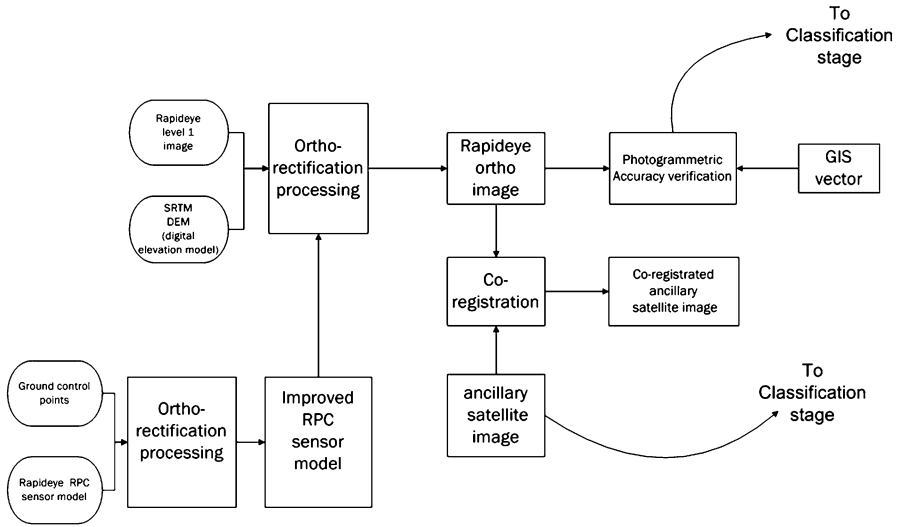 To
Classification
stage
Rapideye
level 1
image
Ortho-
rectification
processing
Rapideye
ortho
image
Photogrammetric
Accuracy verification
GIS
vector
SRTM
DEM
(digital
elevation model)
Co-
registration
Co-registrated
ancillary
satellite image
Ground control
points
Ortho-
rectification
processing
Improved
RPC
sensor
model
ancillary
satellite
image
To
Classification
stage
Rapideye RPC
sensor model